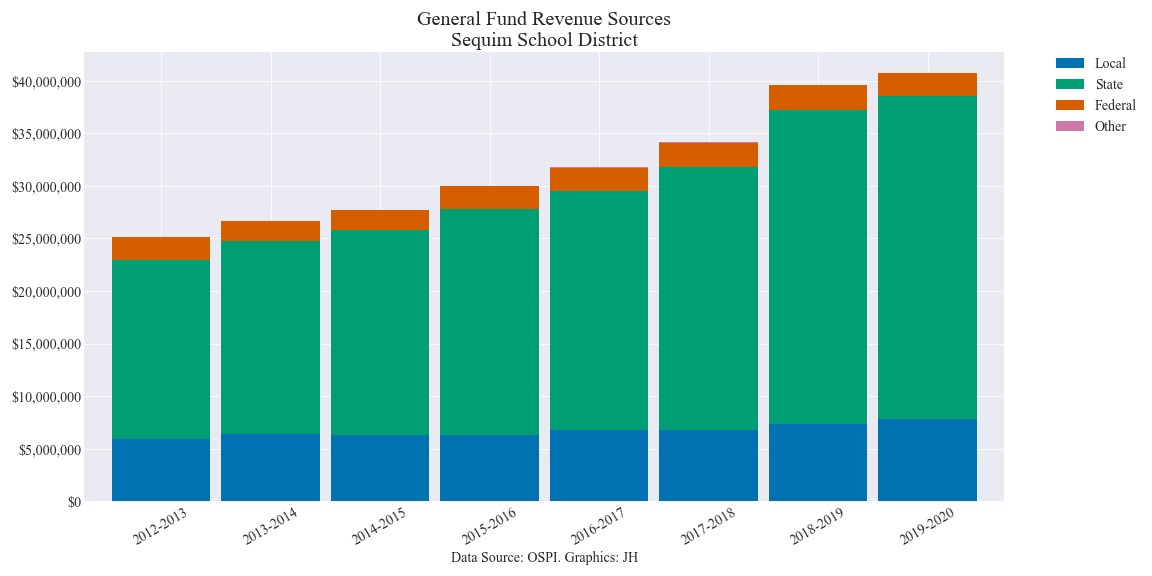 General Fund Revenue Sources
Sequim School District
Local
State
Federal
Other
$40,000,000
$35,000,000
$30,000,000
$25,000,000
$20,000,000
$15,000,000
$10,000,000
$5,000,000
$0
2012-2013
2013-2014
2014-2015
2015-2016
2016-2017
2017-2018
2018-2019
2019-2020
Data Source: OSPI. Graphics: JH